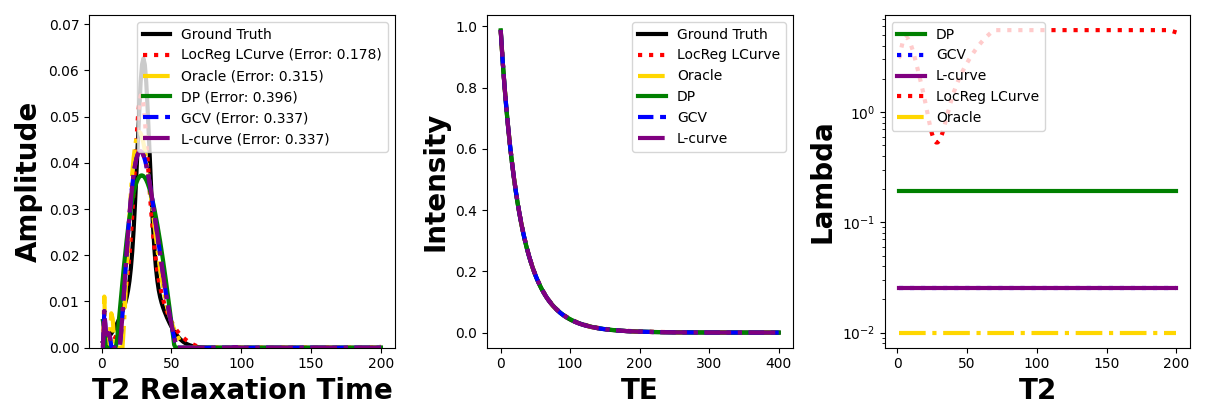 0.07
0.06
0.05
0.04
0.03
0.02
0.01
0.00
Amplitude
Ground Truth
LocReg LCurve (Error: 0.178)
Oracle (Error: 0.315)
DP (Error: 0.396)
GCV (Error: 0.337)
L-curve (Error: 0.337)
0 50 100 150 200
T2 Relaxation Time
1.0
0.8
0.6
0.4
0.2
0.0
Intensity
Ground Truth
LocReg LCurve
Oracle
DP
GCV
L-curve
0 100 200 300 400
TE
10⁰
10⁻¹
10⁻²
Lambda
DP
GCV
L-curve
LocReg LCurve
Oracle
0 50 100 150 200
T2